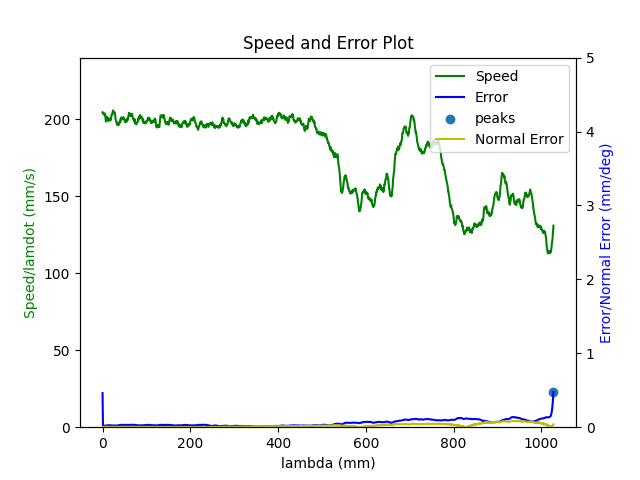 Speed and Error Plot
Speed/lamdot (mm/s)
200
150
100
50
0
0
200
400
600
800
1000
lambda (mm)
5
4
3
2
1
0
Error/Normal Error (mm/deg)
Speed
Error
peaks
Normal Error